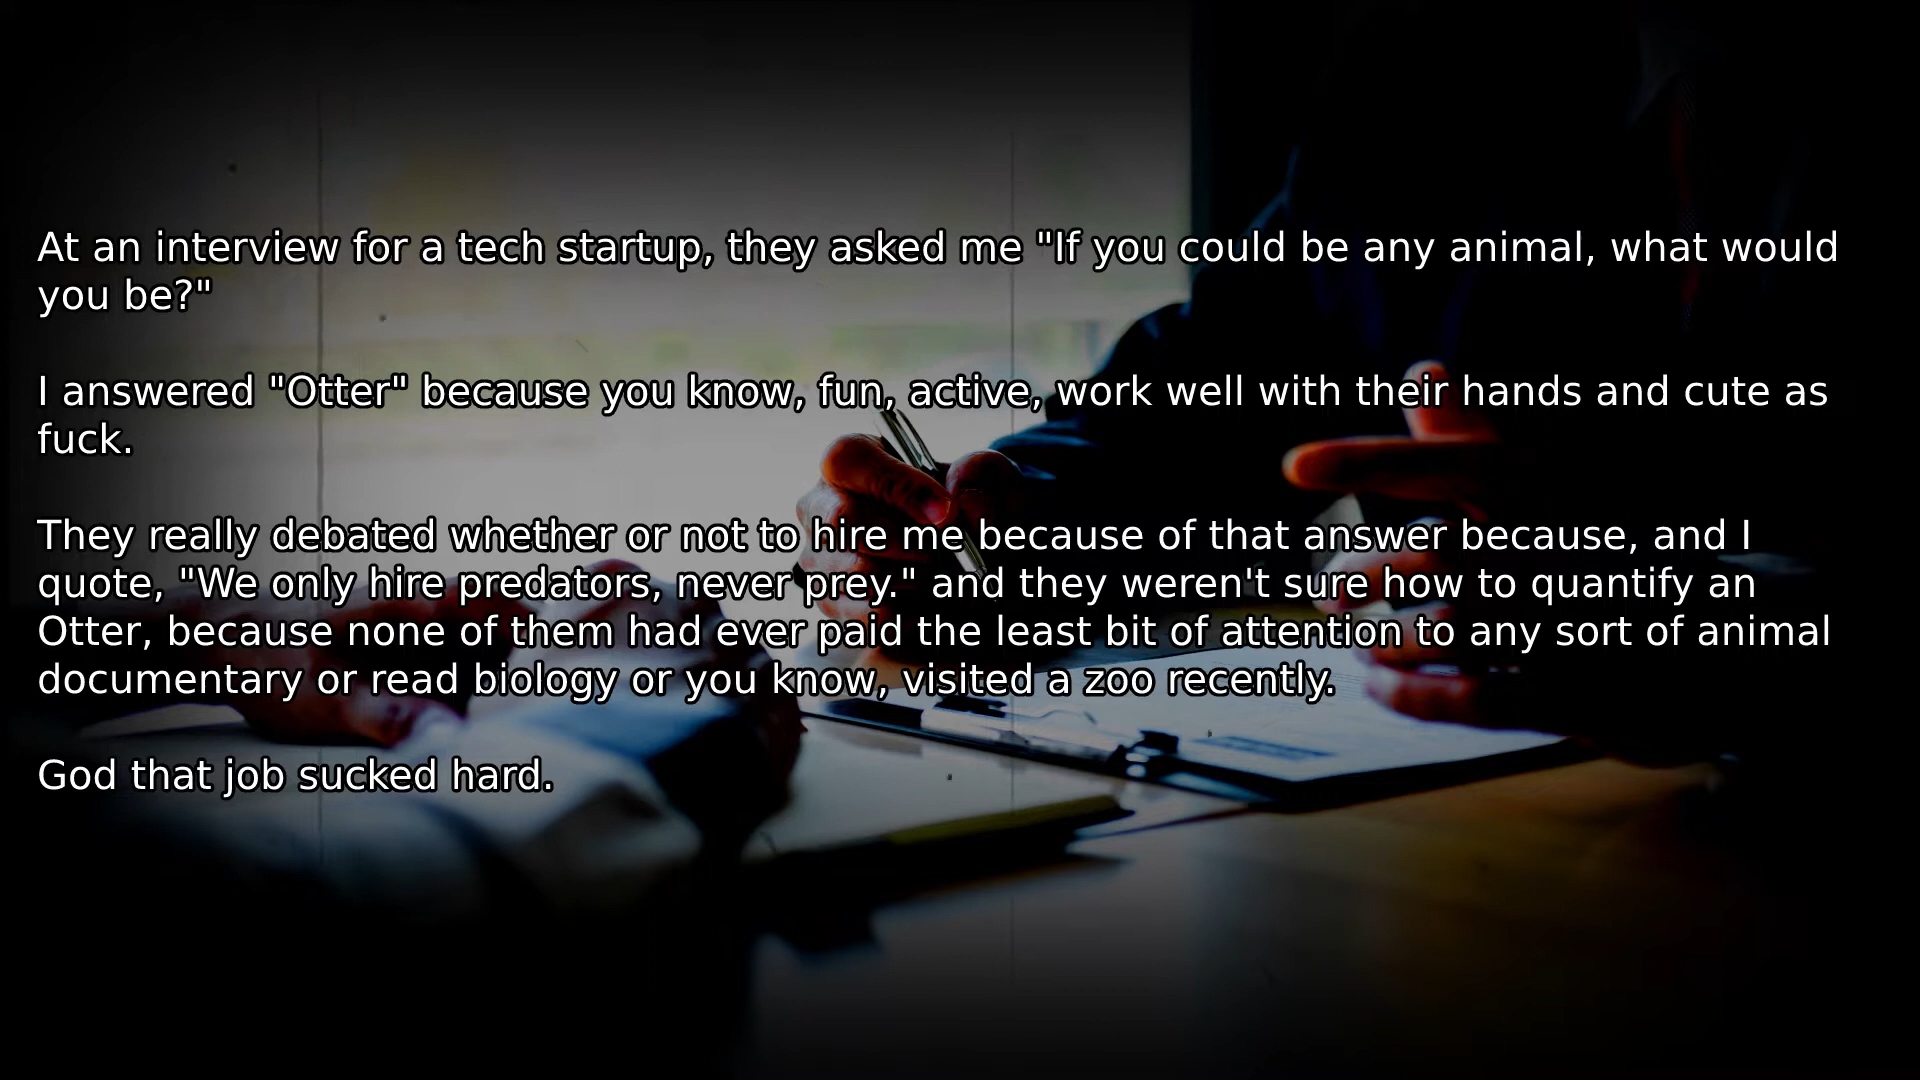 At an interview for a tech startup, they asked me "If you could be any animal, what would
you be?"
I answered "Otter" because you know, fun, active, work well with their hands and cute as
fuck.
They really debated whether or not to hire me because of that answer because, and I
quote, "We only hire predators, never prey." and they weren't sure how to quantify an
Otter, because none of them had ever paid the least bit of attention to any sort of animal
documentary or read biology or you know, visited a zoo recently.
God that job sucked hard.